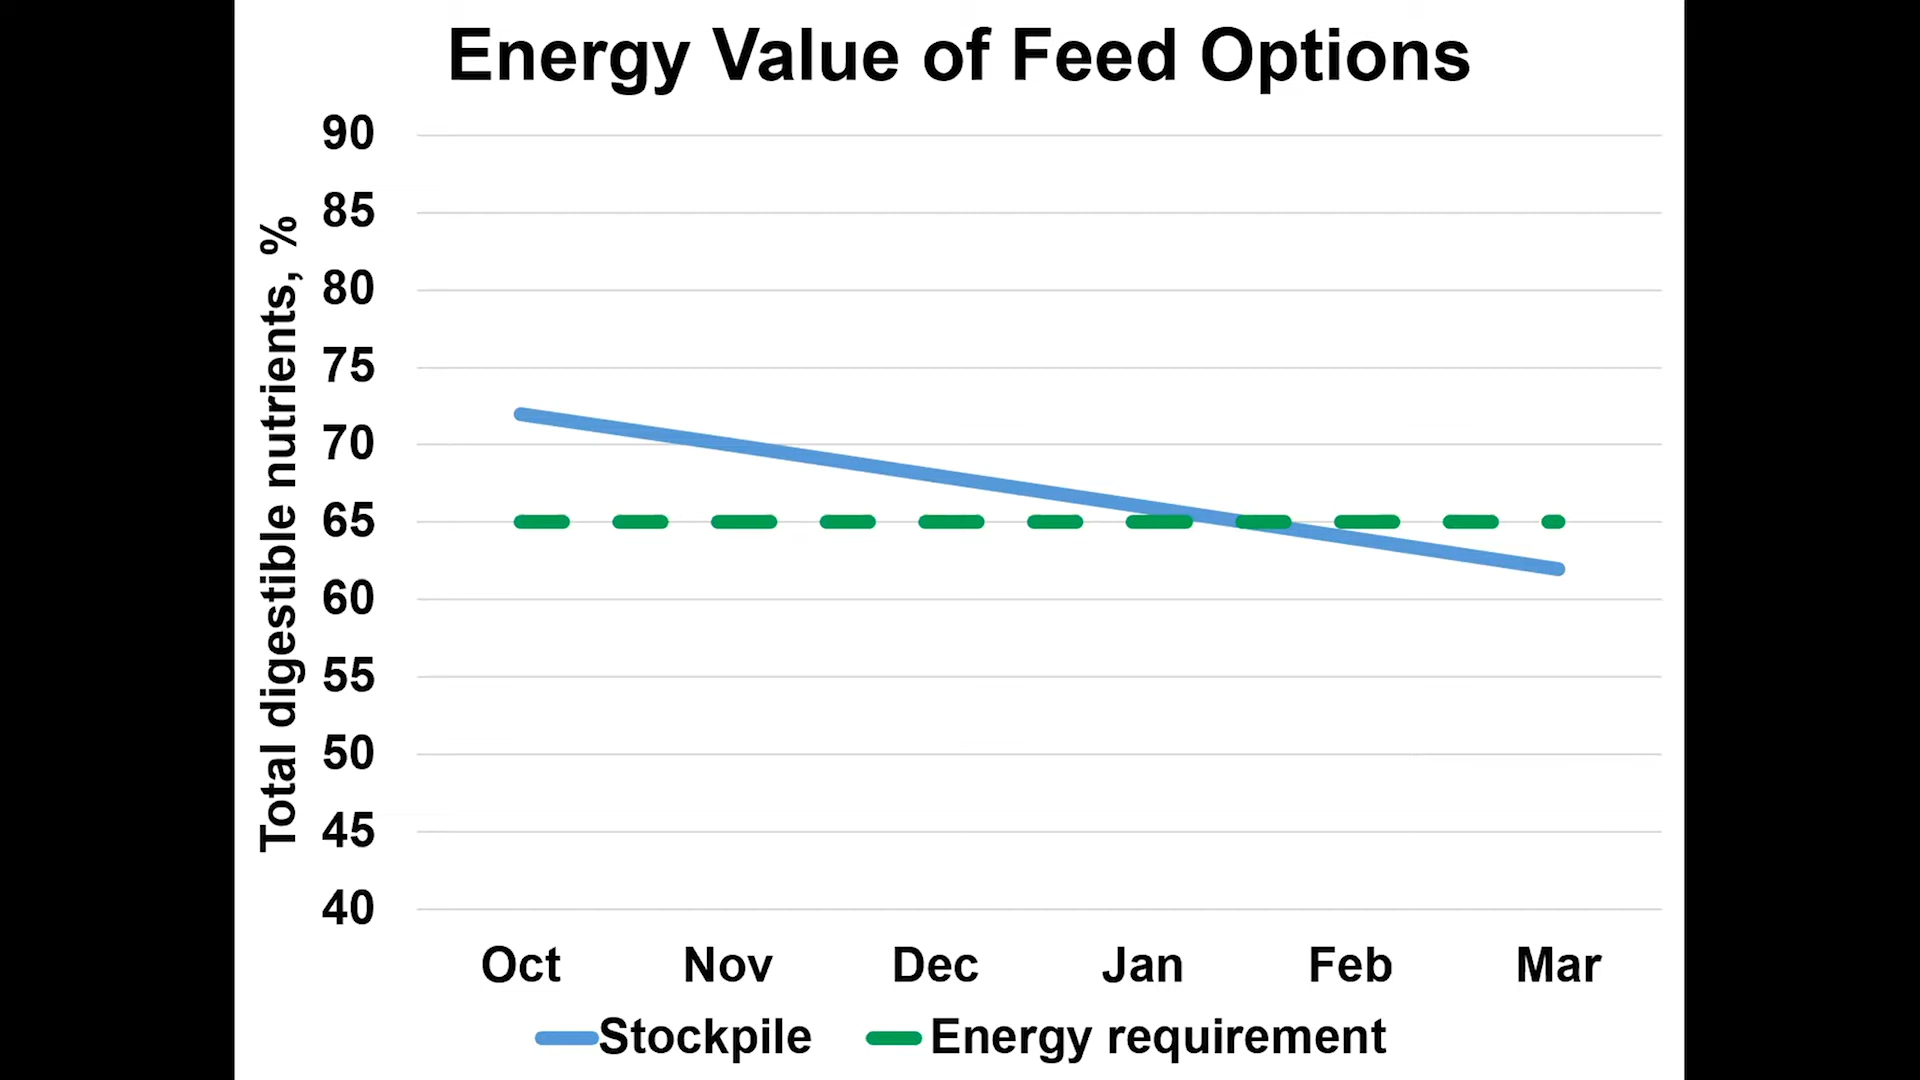 Energy Value of Feed Options
Total digestible nutrients, %
90
85
80
75
70
65
60
55
50
45
40
Oct Nov Dec Jan Feb Mar
Stockpile Energy requirement